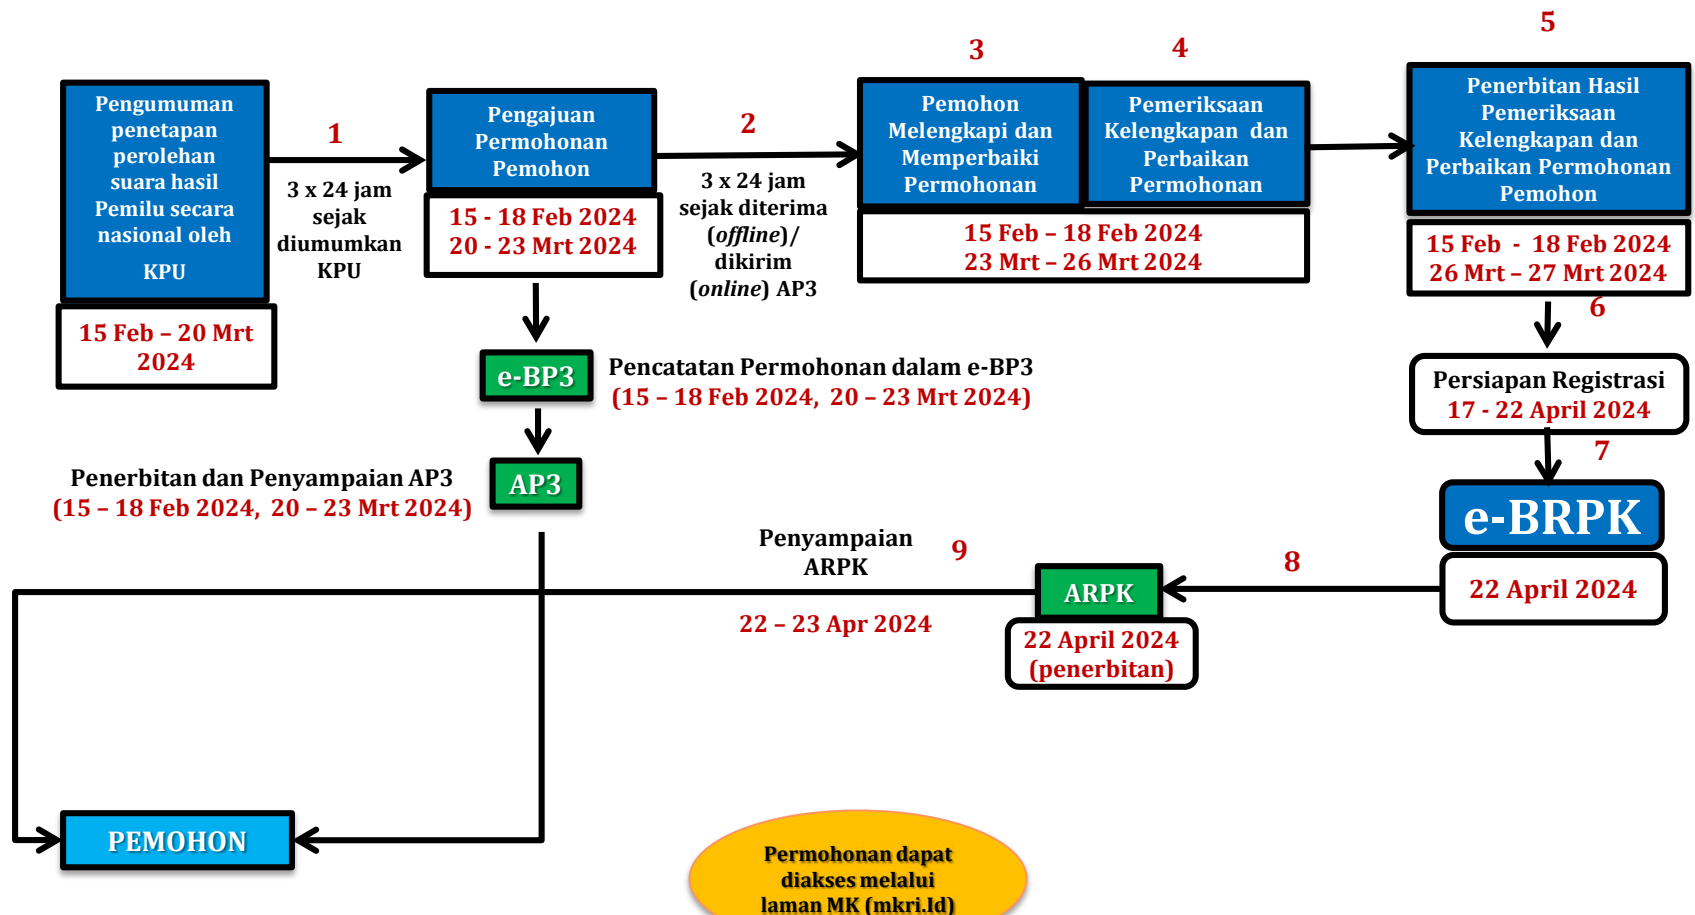 Pengumuman
penetapan
perolehan
suara hasil
Pemilu secara
nasional oleh
KPU
15 Feb – 20 Mrt
2024
1
3 x 24 jam
sejak
diumumkan
KPU
Pengajuan
Permohonan
Pemohon
15 - 18 Feb 2024
20 - 23 Mrt 2024
2
3 x 24 jam
sejak diterima
(offline)/
dikirim
(online) AP3
3
Pemohon
Melengkapi dan
Memperbaiki
Permohonan
4
Pemeriksaan
Kelengkapan dan
Perbaikan
Permohonan
15 Feb – 18 Feb 2024
23 Mrt – 26 Mrt 2024
5
Penerbitan Hasil
Pemeriksaan
Kelengkapan dan
Perbaikan Permohonan
Pemohon
15 Feb - 18 Feb 2024
26 Mrt – 27 Mrt 2024
6
e-BP3
Pencatatan Permohonan dalam e-BP3
(15 – 18 Feb 2024, 20 – 23 Mrt 2024)
Persiapan Registrasi
17 - 22 April 2024
7
Penerbitan dan Penyampaian AP3
(15 – 18 Feb 2024, 20 – 23 Mrt 2024)
AP3
e-BRPK
22 April 2024
8
Penyampaian
ARPK
9
22 – 23 Apr 2024
ARPK
22 April 2024
(penerbitan)
PEMOHON
Permohonan dapat
diakses melalui
laman MK (mkri.Id)